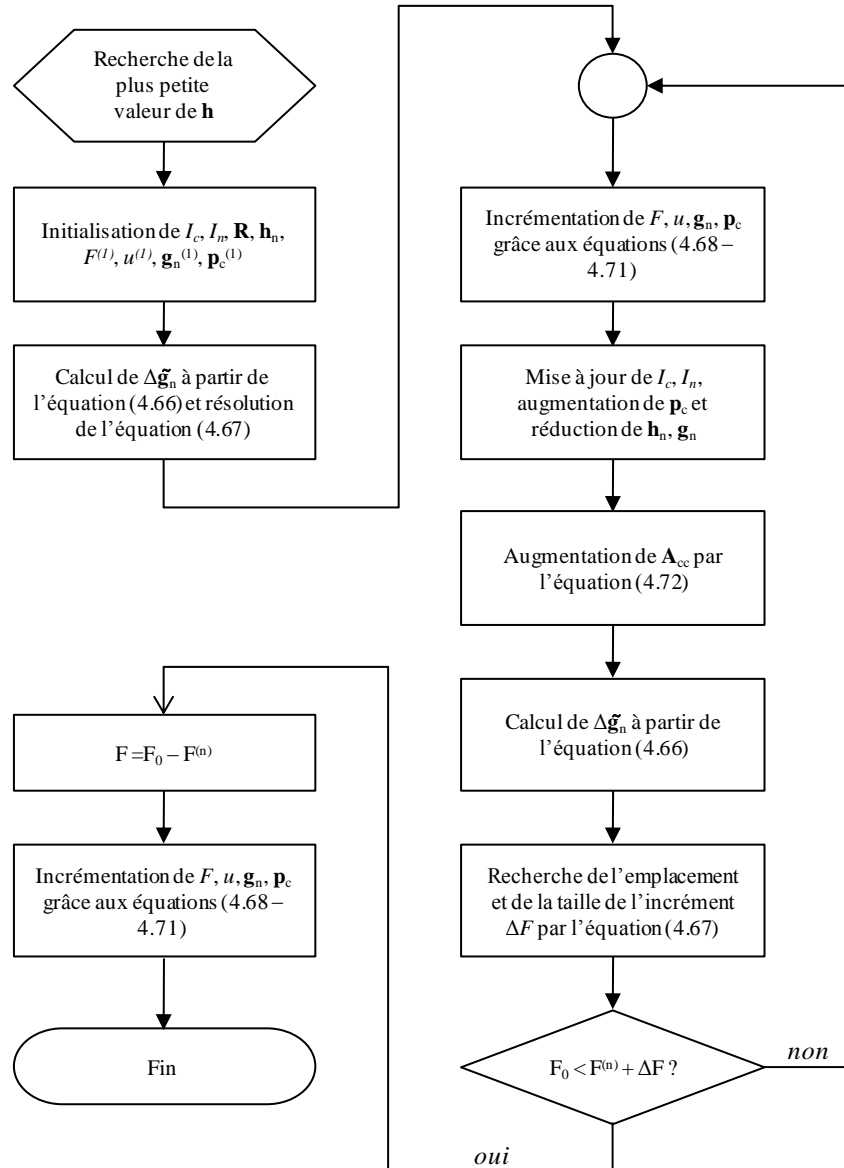 Recherche de la
plus petite
valeur de h
Initialisation de I_c, I_n, R, h_n,
F^(1), u^(1), g_n^(1), p_c^(1)
Calcul de Δg̃_n à partir de
l’équation (4.66) et résolution
de l’équation (4.67)
Incrémentation de F, u, g_n, p_c
grâce aux équations (4.68 –
4.71)
Mise à jour de I_c, I_n,
augmentation de p_c et
réduction de h_n, g_n
Augmentation de A_cc par
l’équation (4.72)
Calcul de Δg̃_n à partir de
l’équation (4.66)
Recherche de l’emplacement
et de la taille de l’incrément
ΔF par l’équation (4.67)
F_0 < F^(n) + ΔF ?
non
oui
F =F_0 – F^(n)
Incrémentation de F, u, g_n, p_c
grâce aux équations (4.68 –
4.71)
Fin